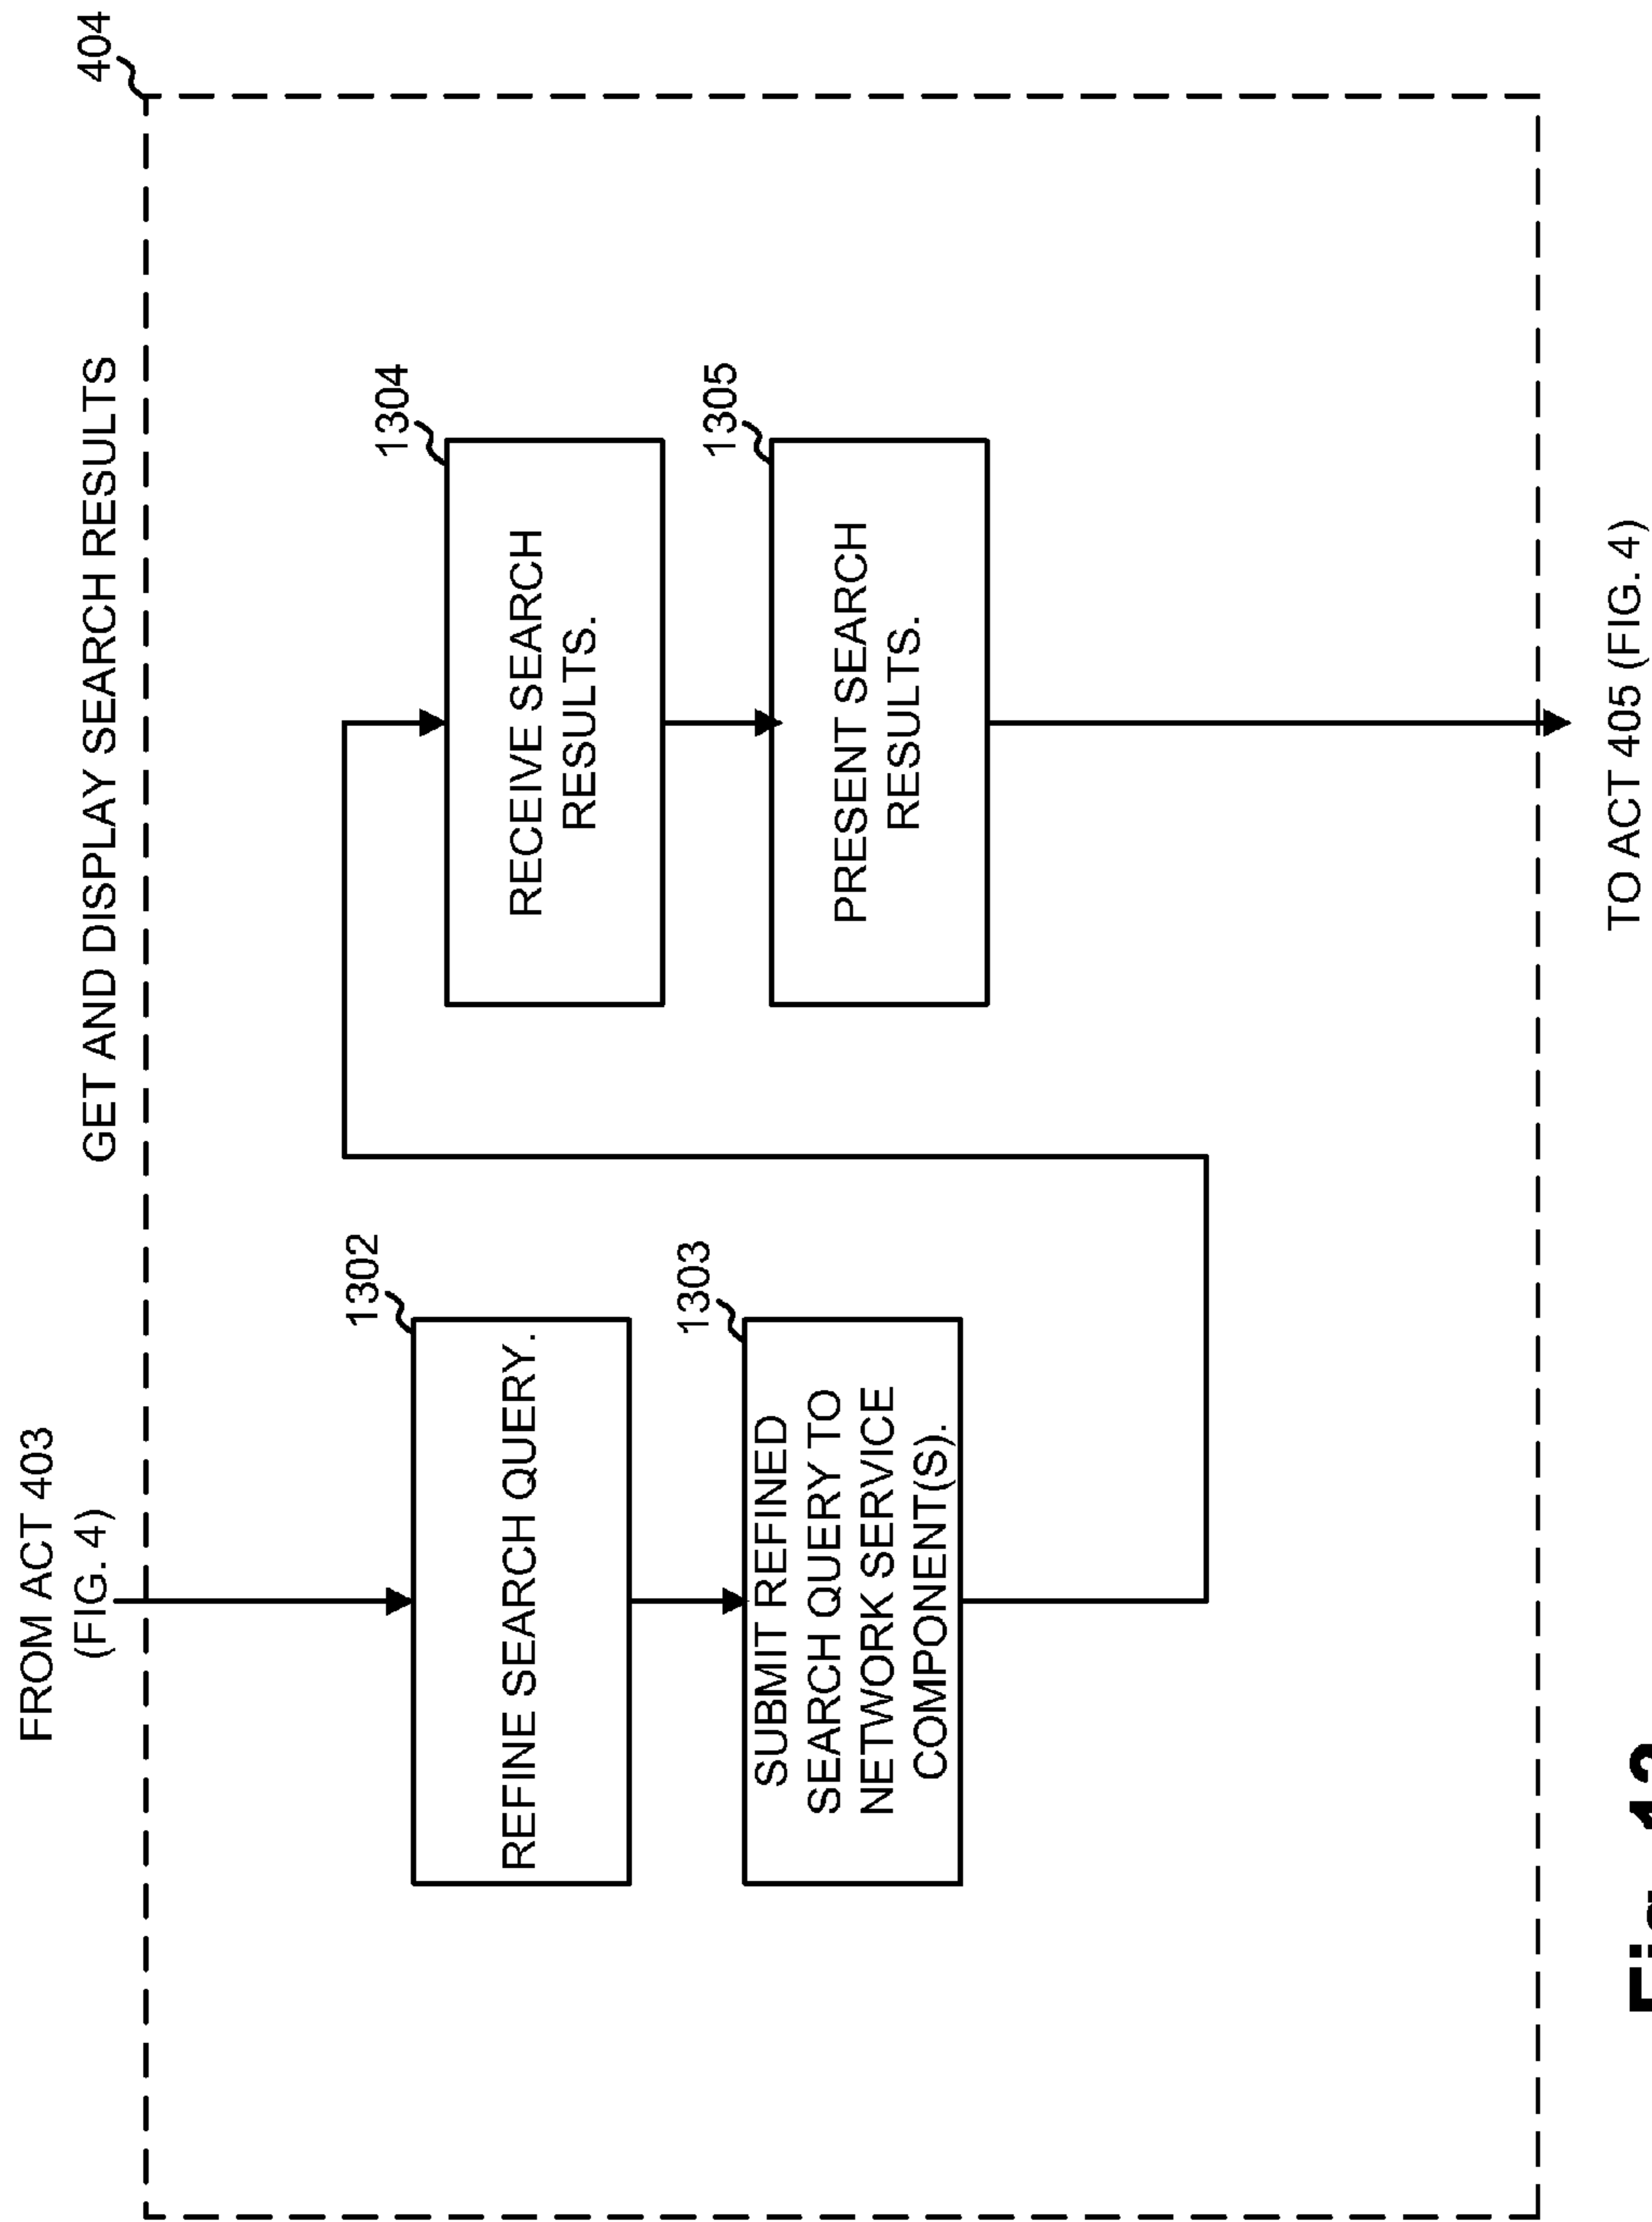 FROM ACT 403
(FIG. 4)
GET AND DISPLAY SEARCH RESULTS
404
1302
REFINE SEARCH QUERY.
1303
SUBMIT REFINED
SEARCH QUERY TO
NETWORK SERVICE
COMPONENT(S).
1304
RECEIVE SEARCH
RESULTS.
1305
PRESENT SEARCH
RESULTS.
TO ACT 405 (FIG. 4)
Fig